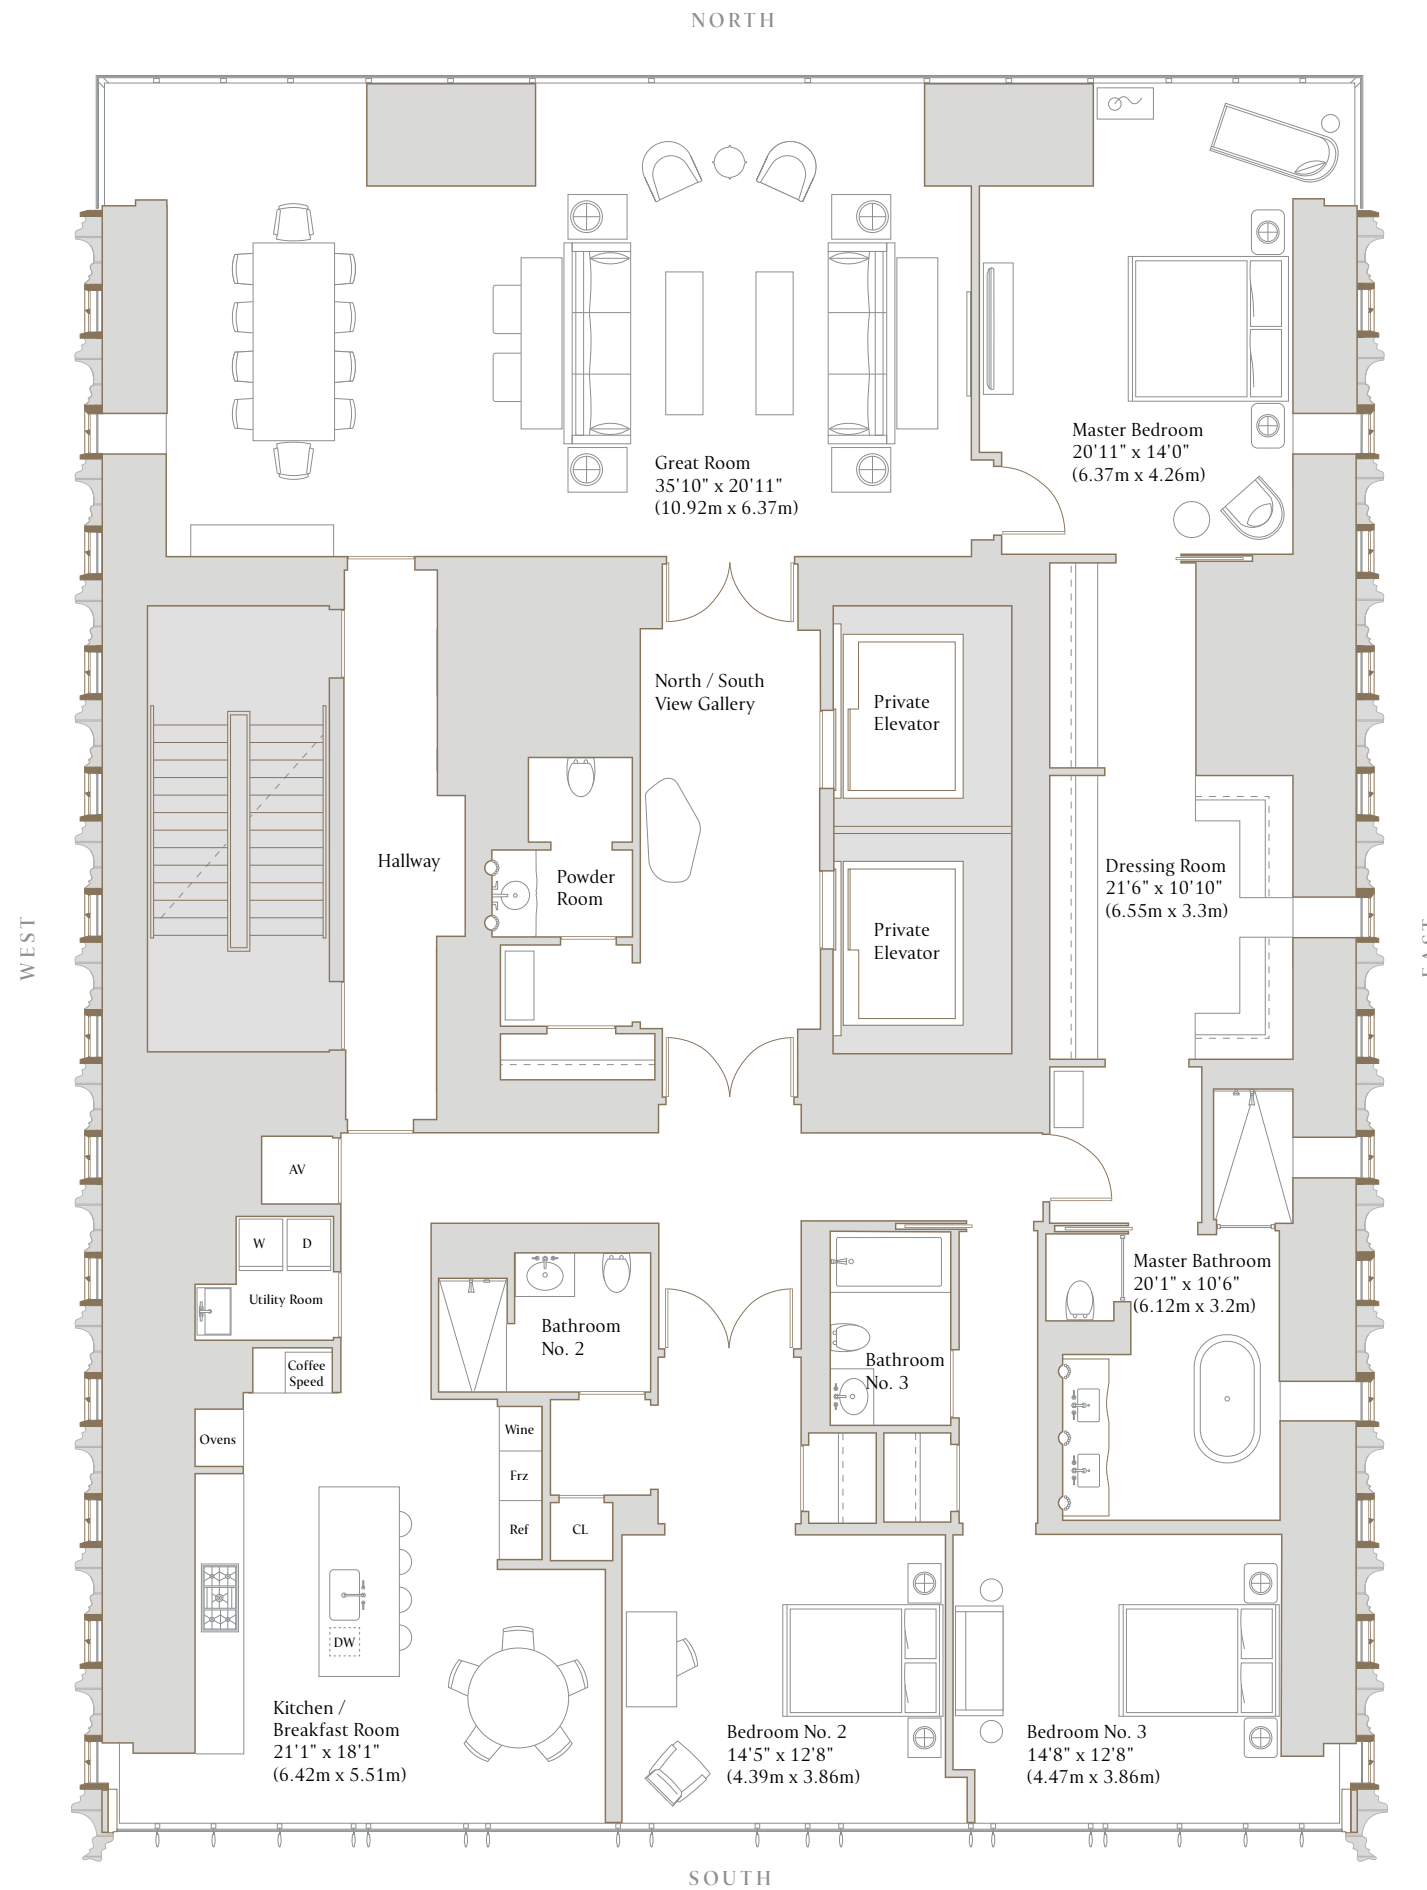 NORTH
Master Bedroom
20'11" x 14'0"
(6.37m x 4.26m)
Great Room
35'10" x 20'11"
(10.92m x 6.37m)
North / South
View Gallery
Private
Elevator
Hallway
Powder
Room
Dressing Room
21'6" x 10'10"
(6.55m x 3.3m)
Private
Elevator
WEST
EAST
AV
W
D
Utility Room
Master Bathroom
20'1" x 10'6"
(6.12m x 3.2m)
Bathroom
No. 2
Bathroom
No. 3
Coffee
Speed
Ovens
Wine
Frz
Ref
CL
DW
Kitchen /
Breakfast Room
21'1" x 18'1"
(6.42m x 5.51m)
Bedroom No. 2
14'5" x 12'8"
(4.39m x 3.86m)
Bedroom No. 3
14'8" x 12'8"
(4.47m x 3.86m)
SOUTH